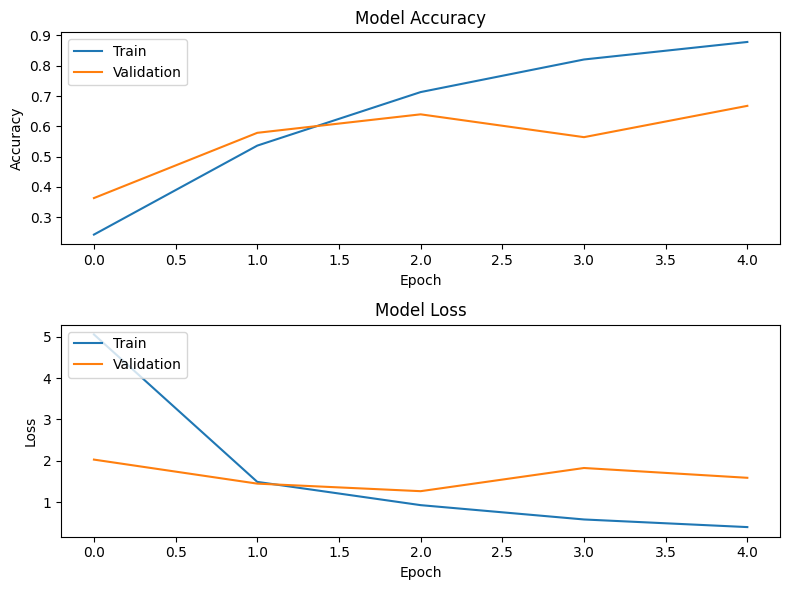 Model Accuracy
0.9
0.8
0.7
0.6
0.5
0.4
0.3
Accuracy
Train
Validation
0.0 0.5 1.0 1.5 2.0 2.5 3.0 3.5 4.0
Epoch
Model Loss
5
4
3
2
1
Loss
Train
Validation
0.0 0.5 1.0 1.5 2.0 2.5 3.0 3.5 4.0
Epoch